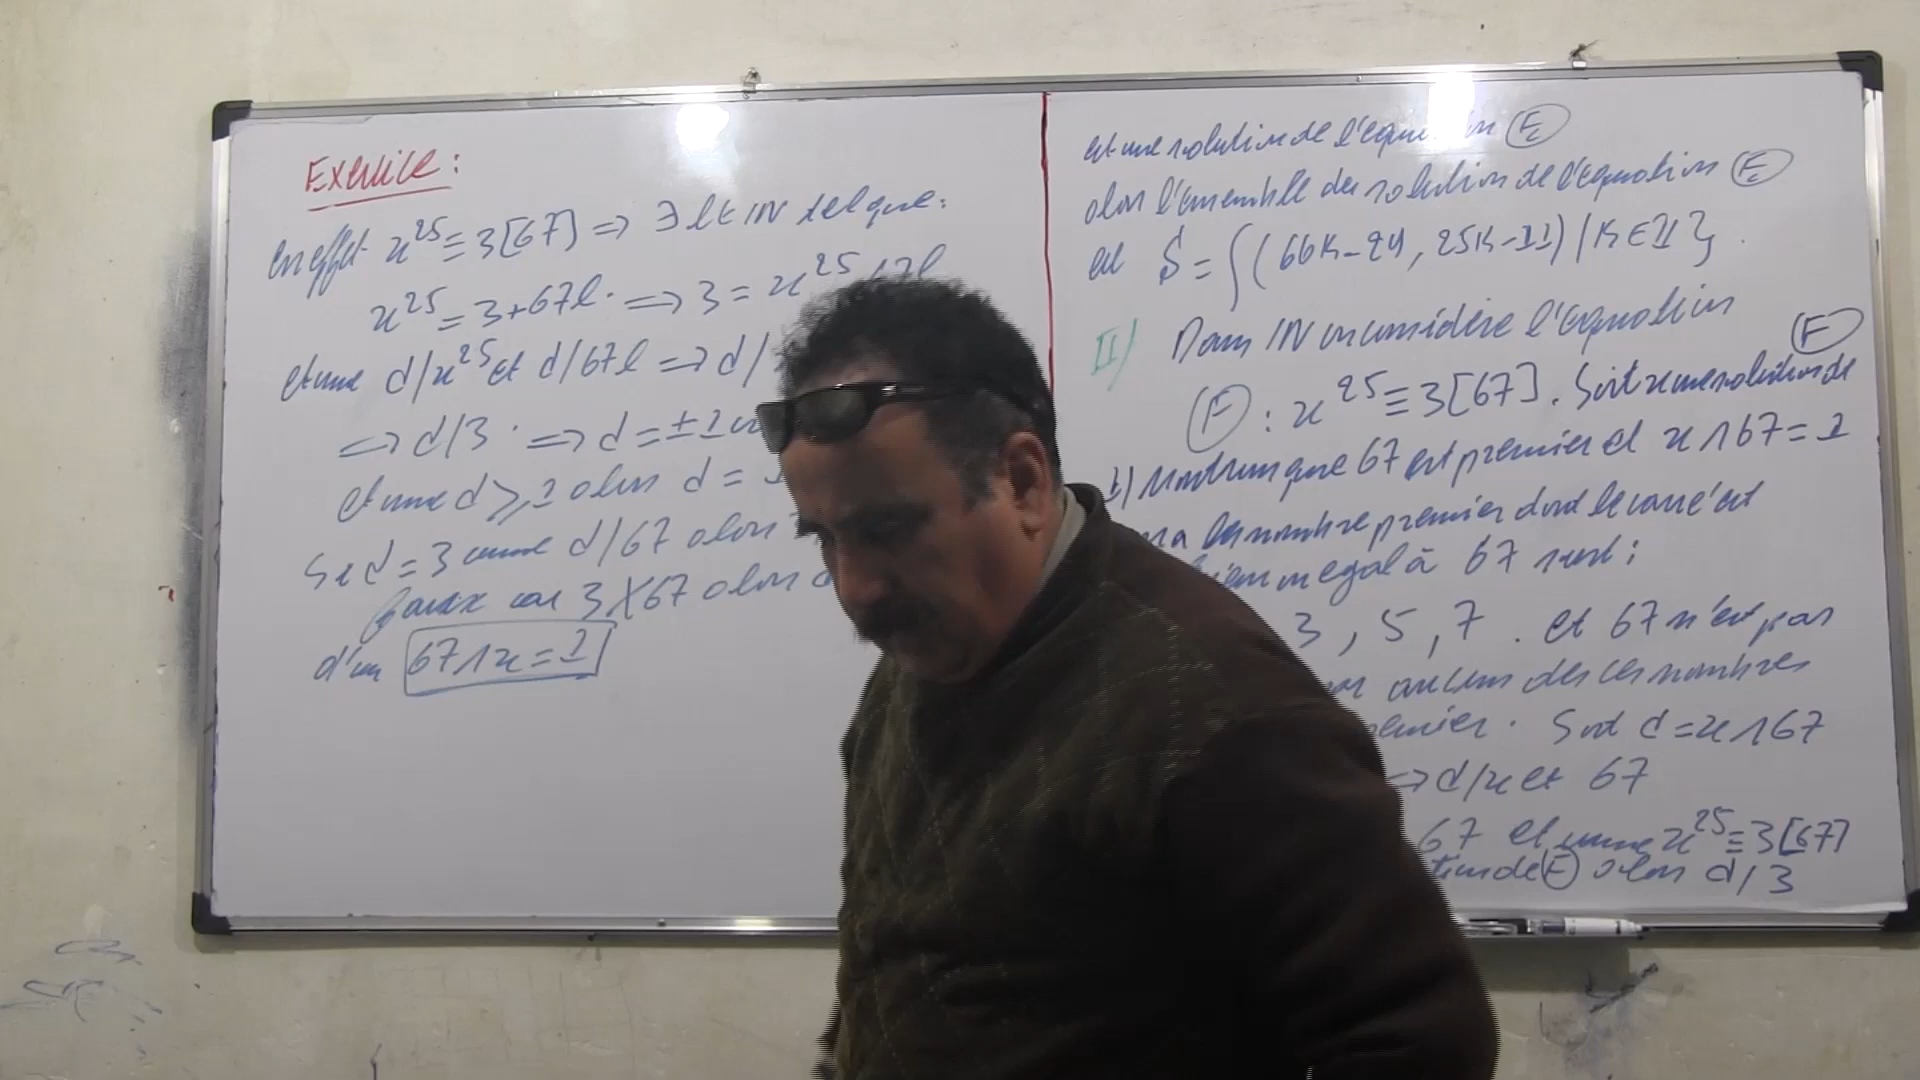 Exercice :
en effet x^25 ≡ 3[67] ⇒ ∃ l ∈ IN tel que :
x^25 = 3+67l . ⇒ 3 = x^25 67l
comme d/x^25 et d/67l ⇒ d/
⇒ d/3 . ⇒ d = ±1
comme d ⩾ 1 alors d =
Si d = 3 comme d/67 alors
faux car 3∤67 alors
d'où 67∧x = 1
est une solution de l'équation E
alors l'ensemble des solutions de l'équation E
est S = {(66k-24, 25k-11) / k ∈ Z} .
II) Dans IN on considère l'équation
F : x^25 ≡ 3[67] . Soit x une solution de F
1) Montrons que 67 est premier et x∧67 = 1
les nombre premier dont le carré est
égal à 67 sont :
3 , 5 , 7 . et 67 n'est pas
aucun des ces nombres
premier . Soit d = x∧67
⇒ d/x et 67
67 et comme x^25 ≡ 3[67]
de F alors d/3